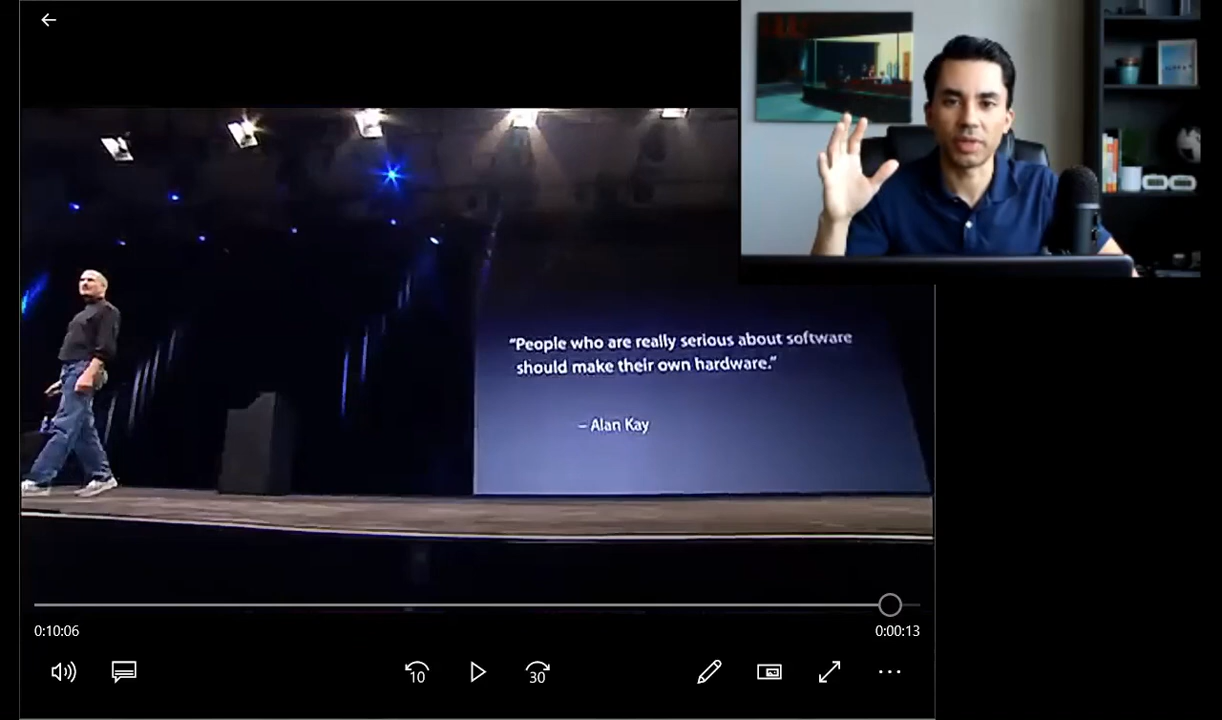 "People who are really serious about software
should make their own hardware."
– Alan Kay
0:10:06
0:00:13
10
30